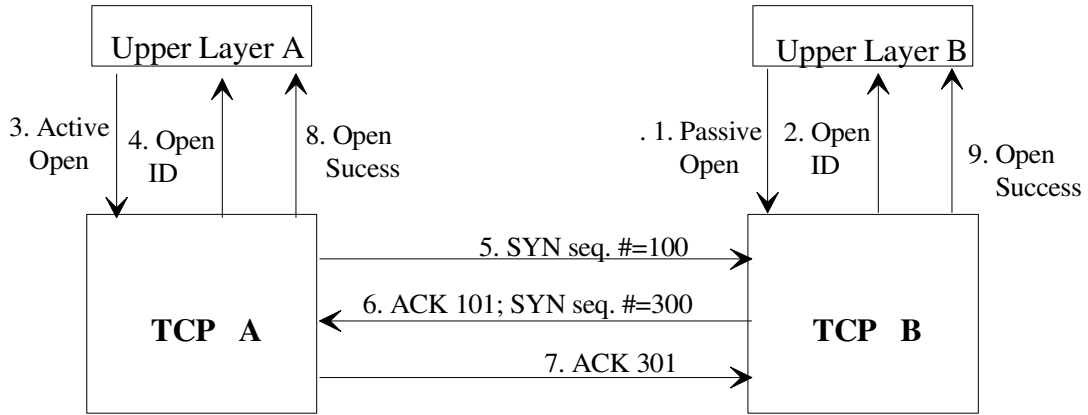 Upper Layer A
Upper Layer B
3. Active
Open
4. Open
ID
8. Open
Sucess
. 1. Passive
Open
2. Open
ID
9. Open
Success
5. SYN seq. #=100
6. ACK 101; SYN seq. #=300
7. ACK 301
TCP A
TCP B